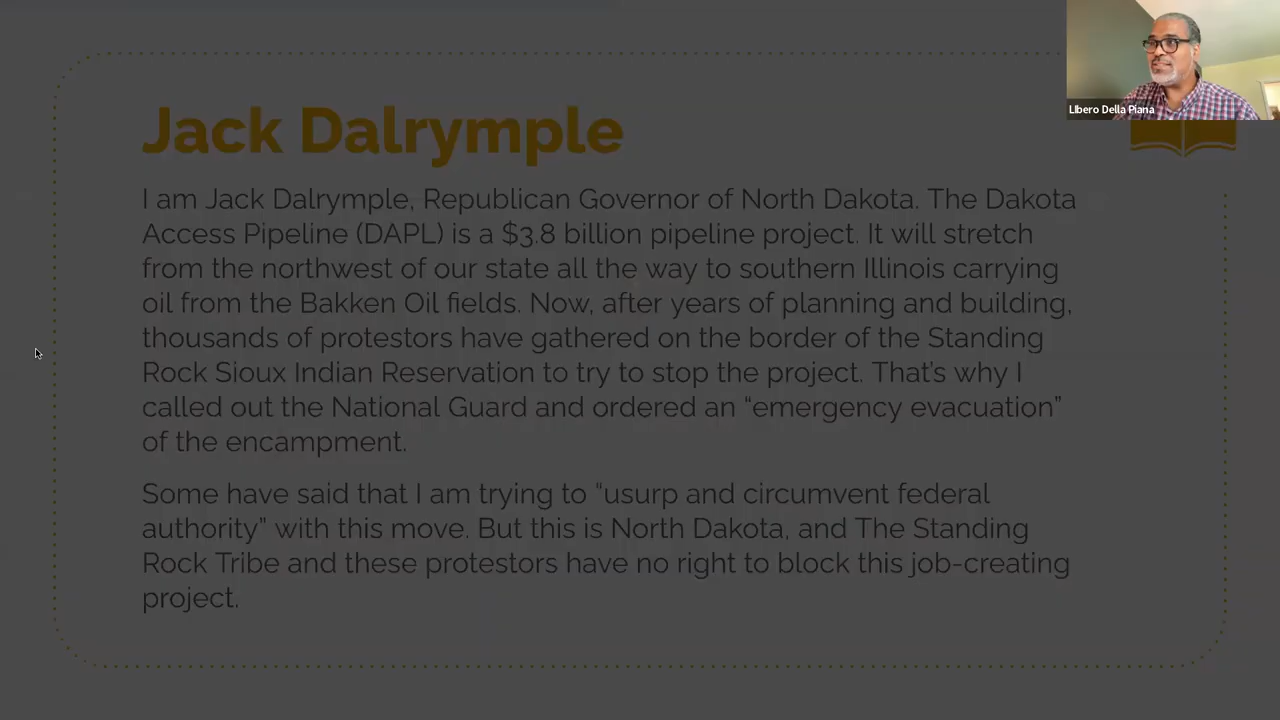 Libero Della Piana
Jack Dalrymple
I am Jack Dalrymple, Republican Governor of North Dakota. The Dakota
Access Pipeline (DAPL) is a $3.8 billion pipeline project. It will stretch
from the northwest of our state all the way to southern Illinois carrying
oil from the Bakken Oil fields. Now, after years of planning and building,
thousands of protestors have gathered on the border of the Standing
Rock Sioux Indian Reservation to try to stop the project. That’s why I
called out the National Guard and ordered an “emergency evacuation”
of the encampment.
Some have said that I am trying to “usurp and circumvent federal
authority” with this move. But this is North Dakota, and The Standing
Rock Tribe and these protestors have no right to block this job-creating
project.